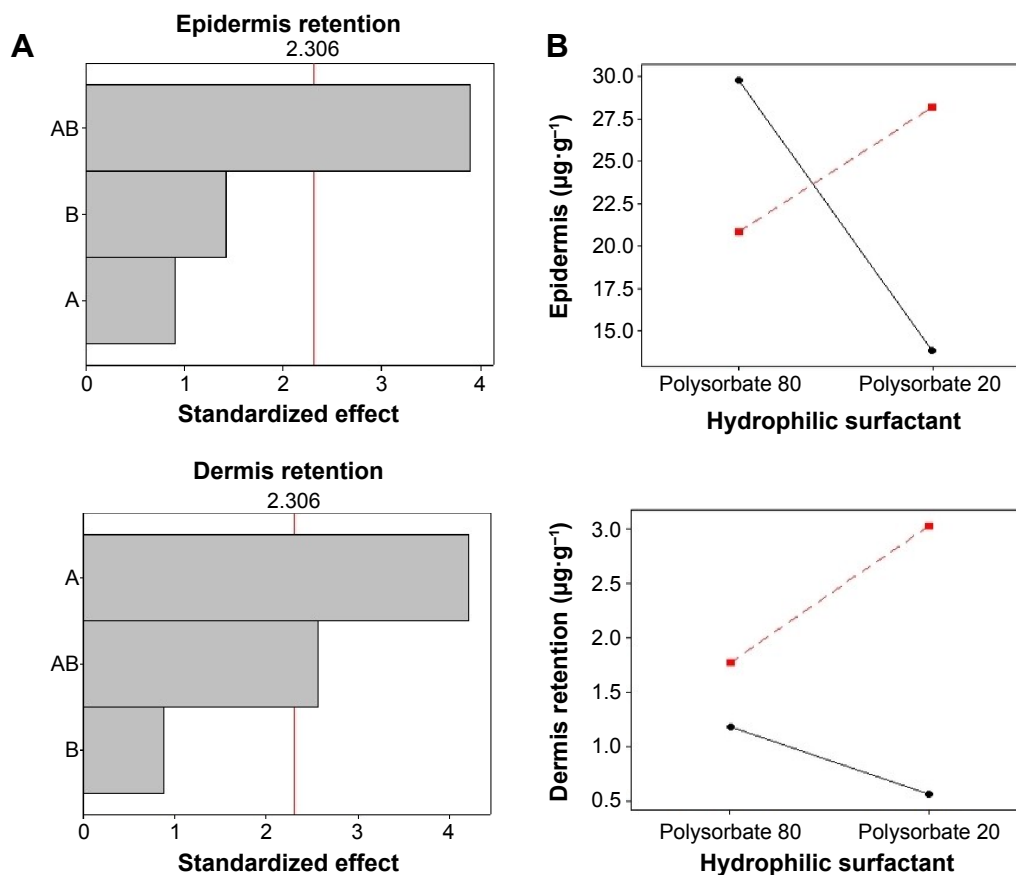 A
Epidermis retention
2.306
AB
B
A
0 1 2 3 4
Standardized effect
B
Epidermis (µg·g⁻¹)
30.0
27.5
25.0
22.5
20.0
17.5
15.0
Polysorbate 80 Polysorbate 20
Hydrophilic surfactant
Dermis retention
2.306
A
AB
B
0 1 2 3 4
Standardized effect
Dermis retention (µg·g⁻¹)
3.0
2.5
2.0
1.5
1.0
0.5
Polysorbate 80 Polysorbate 20
Hydrophilic surfactant